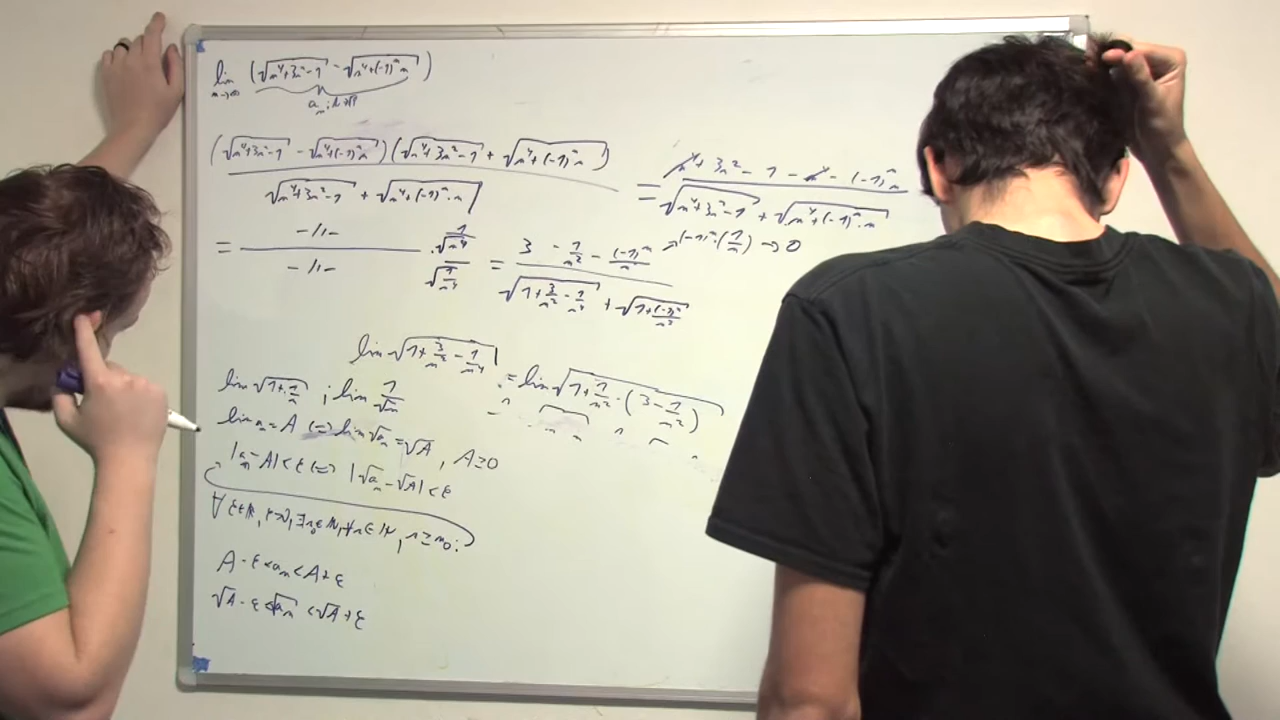 lim n→∞ (√(n⁴+3n²-1) - √(n⁴+(-1)ⁿn))
(√(n⁴+3n²-1) - √(n⁴+(-1)ⁿn))(√(n⁴+3n²-1) + √(n⁴+(-1)ⁿn)) / (√(n⁴+3n²-1) + √(n⁴+(-1)ⁿ·n)) = (n⁴+3n²-1-n⁴-(-1)ⁿn) / (√(n⁴+3n²-1) + √(n⁴+(-1)ⁿ·n))
= -11- / -11- · √(1/n⁴) / √(1/n⁴) = (3 - 1/n² - (-1)ⁿ/n) / (√(1+3/n²-1/n⁴) + √(1+(-1)ⁿ/n³)) ↗(-1)ⁿ·(1/n) → 0
lim √(1+3/n²-1/n⁴) = lim √(1+1/n²·(3-1/n²))
lim √(1+1/n) ; lim 1/√n
lim aₙ = A (=) lim √aₙ = √A , A≥0
|aₙ-A|<ε (=) |√aₙ-√A|<ε
∀ε∈ℝ, ε>0, ∃n₀∈ℕ, ∀n∈ℕ, n≥n₀:
A-ε<aₙ<A+ε
√A-ε<√aₙ<√A+ε